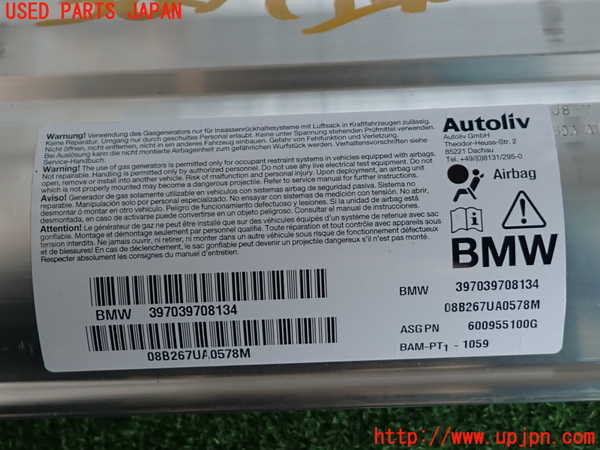 USED PARTS JAPAN
Warnung! Verwendung des Gasgenerators nur für Insassenrückhaltesysteme mit Luftsack in Kraftfahrzeugen zulässig.
Keine Reparatur. Umgang nur durch geschultes Personal erlaubt. Keine unter Spannung stehenden Prüfmittel verwenden.
Nicht öffnen, nicht entfernen, nicht in ein anderes Fahrzeug einbauen. Gefahr von Fehlfunktion und Verletzung.
Bei Auslösung kann die nicht montierte Airbageinheit zum gefährlichen Wurfgeschoß werden. Verhaltensvorschriften siehe
Service-Handbuch.
Warning! The use of gas generators is permitted only for occupant restraint systems in vehicles equipped with airbags.
Not reparable. Handling is permitted only by authorized personnel. Do not use any live electrical test equipment. Do not
open, remove or install into another vehicle. Risk of malfunction and personal injury. Upon deployment, an airbag unit
which is not properly mounted may become a dangerous projectile. Refer to service manual for further instructions.
Aviso! Generador de gas solamente utilizable en vehículos con sistemas airbag de seguridad pasiva. Sistema no
reparable. Manipulación solo por personal especializado. No ensayar con sistemas de medición con tensión. No abrir,
desmontar ó montar en otro vehículo. Peligro de funcionamiento defectuoso y lesiones. Si la unidad de airbag está
desmontada, en caso de activarse puede convertirse en un objeto peligroso. Consultar el manual de instrucciones.
Attention! Le générateur de gaz ne peut être installé que sur des véhicules équipés d'un système de retenue avec sac
gonflable. Montage et démontage seulement par personnel qualifié. Toute réparation et tout contrôle avec appareil
sous tension interdits. Ne jamais ouvrir, ni retirer, ni monter dans un autre véhicule sous risque de fonctionnement défectueux
et de blessures. En cas de déclenchement, le sac gonflable peut devenir un projectile dangereux s'il est mal monté.
Respecter absolument les consignes du manuel d'entretien.
Autoliv
Autoliv GmbH
Theodor-Heuss-Str. 2
85221 Dachau
Tel. +49/(0)8131/295-0
Airbag
BMW
BMW 397039708134
08B267UA0578M
ASG PN 600955100G
BAM-PT1 - 1059
BMW 397039708134
08B267UA0578M
http://www.upjpn.com/